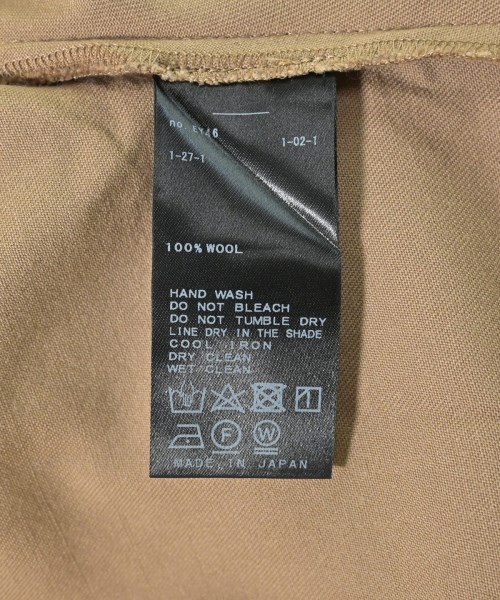 no. EY46
1-02-1
1-27-1
100% WOOL
HAND WASH
DO NOT BLEACH
DO NOT TUMBLE DRY
LINE DRY IN THE SHADE
COOL IRON
DRY CLEAN
WET CLEAN
F W
MADE IN JAPAN